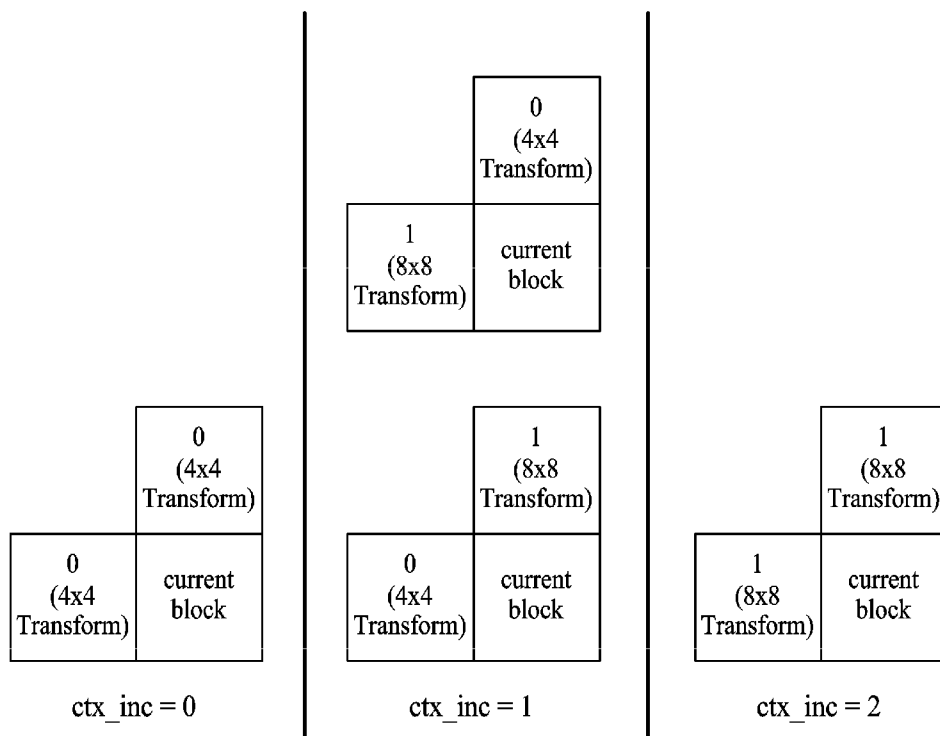 0
(4x4
Transform)
1
(8x8
Transform)
current
block
0
(4x4
Transform)
0
(4x4
Transform)
current
block
1
(8x8
Transform)
0
(4x4
Transform)
current
block
1
(8x8
Transform)
1
(8x8
Transform)
current
block
ctx_inc = 0
ctx_inc = 1
ctx_inc = 2